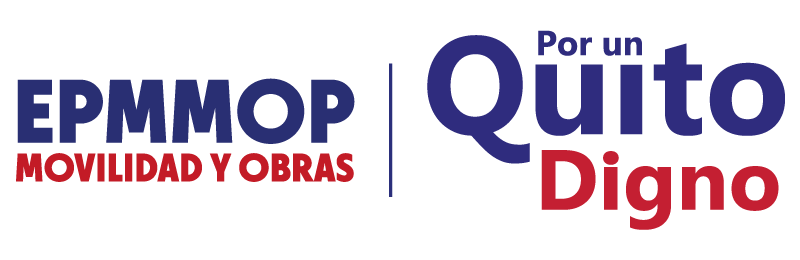 EPMMOP
MOVILIDAD Y OBRAS
Por un
Quito
Digno